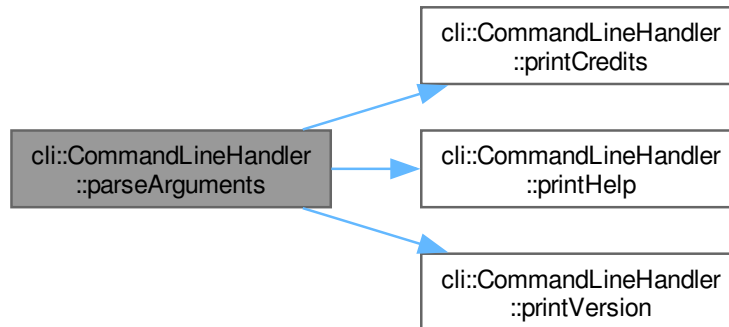 cli::CommandLineHandler
::parseArguments
cli::CommandLineHandler
::printCredits
cli::CommandLineHandler
::printHelp
cli::CommandLineHandler
::printVersion